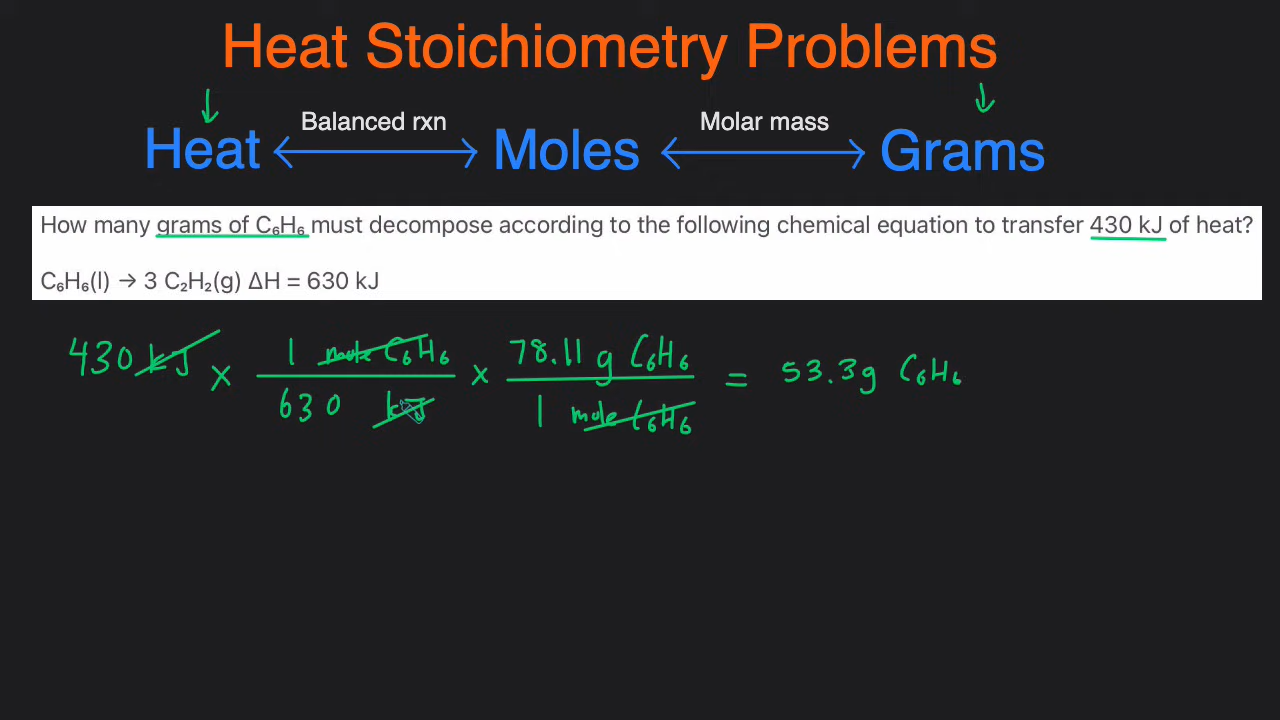 Heat Stoichiometry Problems
Heat Balanced rxn Moles Molar mass Grams
How many grams of C₆H₆ must decompose according to the following chemical equation to transfer 430 kJ of heat?
C₆H₆(l) → 3 C₂H₂(g) ΔH = 630 kJ
430 kJ × 1 mole C₆H₆ / 630 kJ × 78.11 g C₆H₆ / 1 mole C₆H₆ = 53.3g C₆H₆